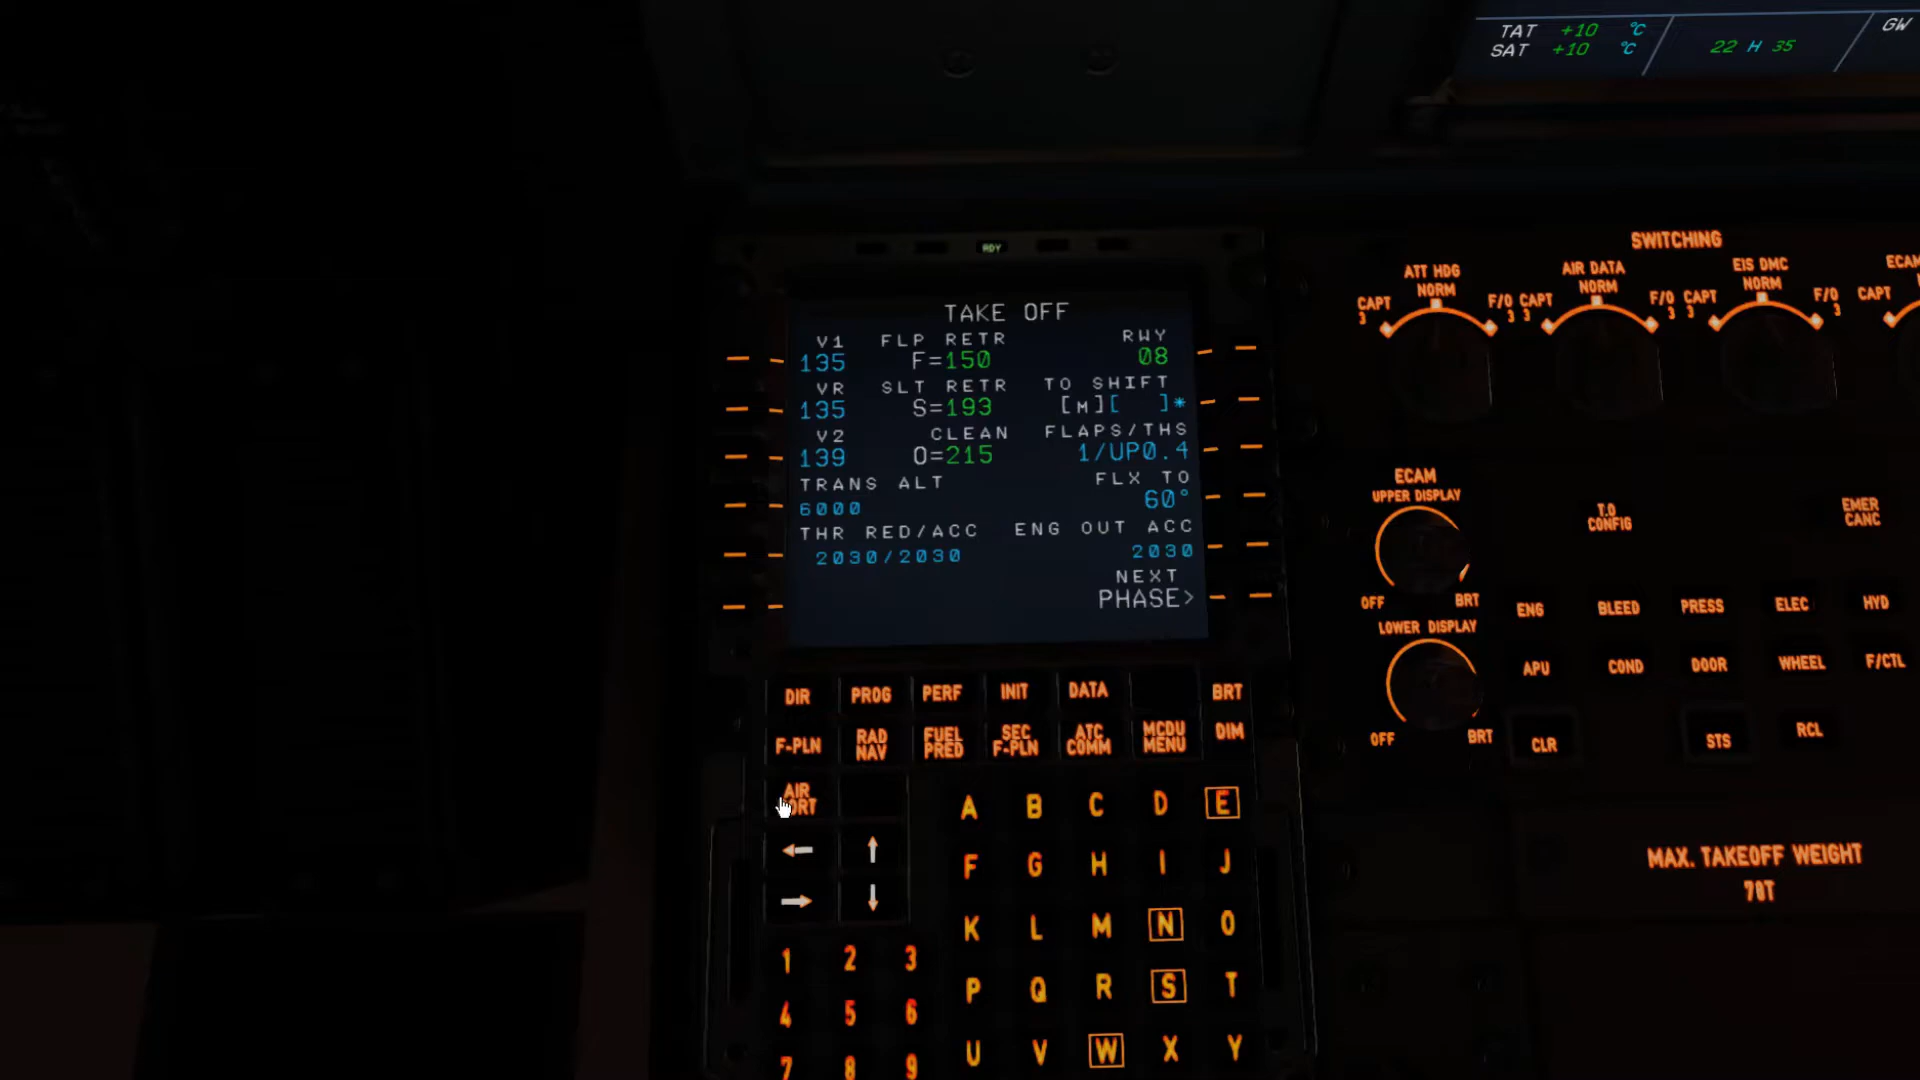 TAT +10 °C
SAT +10 °C
22 H 35
GW
RDY
TAKE OFF
V1 FLP RETR RWY
135 F=150 08
VR SLT RETR TO SHIFT
135 S=193 [M][ ]*
V2 CLEAN FLAPS/THS
139 O=215 1/UP0.4
TRANS ALT FLX TO
6000 60°
THR RED/ACC ENG OUT ACC
2030/2030 2030
NEXT
PHASE>
DIR PROG PERF INIT DATA BRT
F-PLN RAD NAV FUEL PRED SEC F-PLN ATC COMM MCDU MENU DIM
AIR
A B C D E
F G H I J
K L M N O
P Q R S T
U V W X Y
1 2 3
4 5 6
7 8 9
SWITCHING
ATT HDG AIR DATA EIS DMC ECAM
NORM NORM NORM
CAPT 3 F/O 3 CAPT 3 F/O 3 CAPT 3 F/O 3 CAPT
ECAM
UPPER DISPLAY
OFF BRT
LOWER DISPLAY
OFF BRT
T.O CONFIG
EMER CANC
ENG BLEED PRESS ELEC HYD
APU COND DOOR WHEEL F/CTL
CLR STS RCL
MAX. TAKEOFF WEIGHT